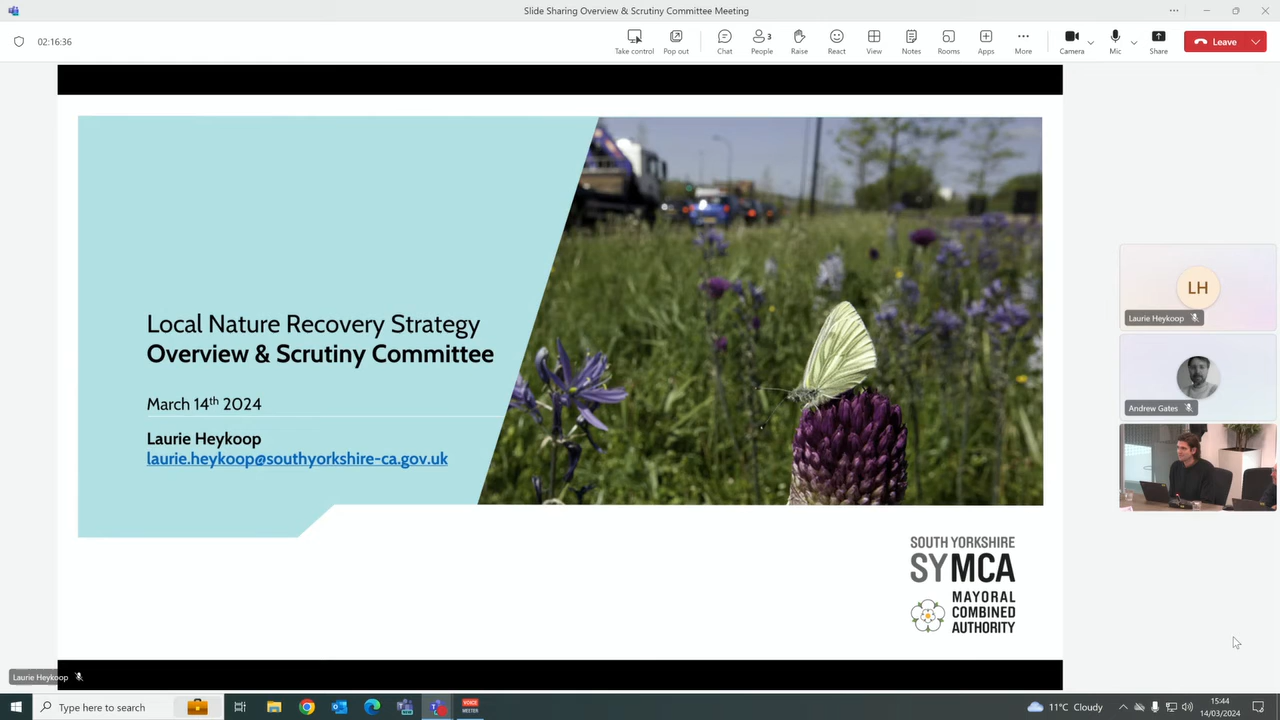 Slide Sharing Overview & Scrutiny Committee Meeting
02:16:36
Take control
Pop out
Chat
3
People
Raise
React
View
Notes
Rooms
Apps
More
Camera
Mic
Share
Leave
Local Nature Recovery Strategy
Overview & Scrutiny Committee
March 14th 2024
Laurie Heykoop
laurie.heykoop@southyorkshire-ca.gov.uk
SOUTH YORKSHIRE
SYMCA
MAYORAL
COMBINED
AUTHORITY
LH
Laurie Heykoop
Andrew Gates
Laurie Heykoop
Type here to search
VOICE
MEETER
11°C Cloudy
15:44
14/03/2024